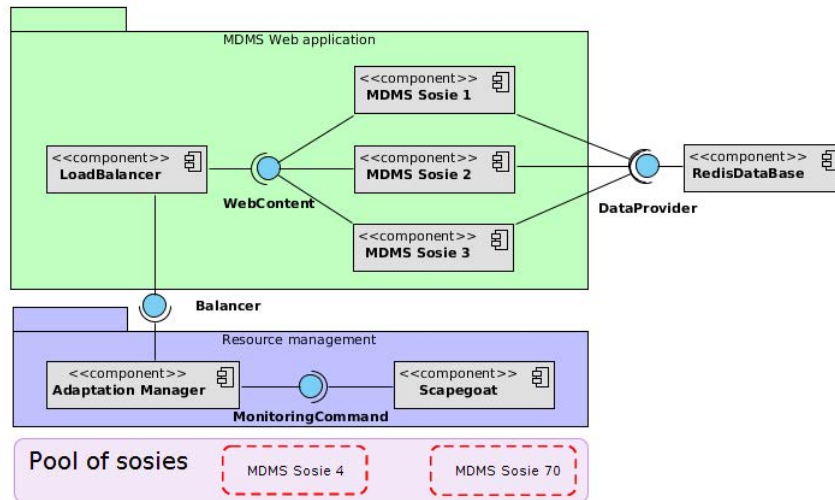 MDMS Web application
<<component>>
MDMS Sosie 1
<<component>>
LoadBalancer
WebContent
<<component>>
MDMS Sosie 2
<<component>>
MDMS Sosie 3
DataProvider
<<component>>
RedisDataBase
Balancer
Resource management
<<component>>
Adaptation Manager
MonitoringCommand
<<component>>
Scapegoat
Pool of sosies
MDMS Sosie 4
MDMS Sosie 70